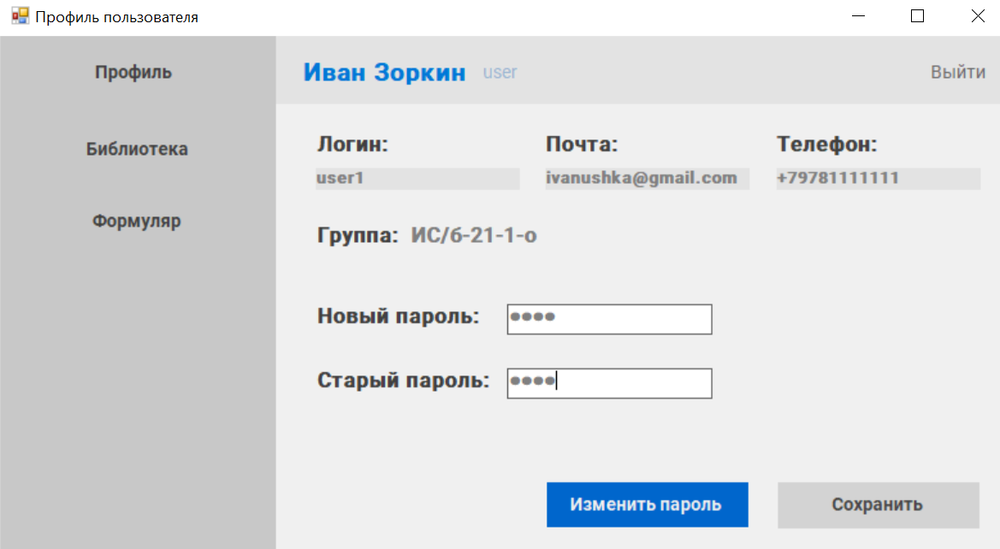 Профиль пользователя
Профиль
Библиотека
Формуляр
Иван Зоркин user Выйти
Логин: Почта: Телефон:
user1 ivanushka@gmail.com +79781111111
Группа: ИС/б-21-1-о
Новый пароль: ●●●●
Старый пароль: ●●●●
Изменить пароль Сохранить